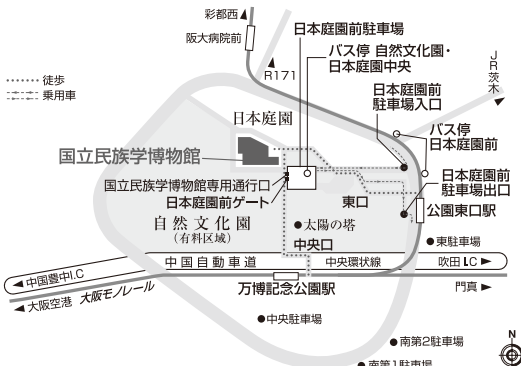 彩都西
阪大病院前
日本庭園前駐車場
バス停 自然文化園・
日本庭園中央
R171
JR茨木
徒歩
乗用車
日本庭園前
駐車場入口
日本庭園
バス停
日本庭園前
国立民族学博物館
国立民族学博物館専用通行口
日本庭園前ゲート
日本庭園前
駐車場出口
東口
公園東口駅
自然文化園
(有料区域)
太陽の塔
中央口
東駐車場
中国自動車道
中央環状線
吹田I.C
中国豊中I.C
大阪空港
大阪モノレール
万博記念公園駅
門真
中央駐車場
南第2駐車場
南第1駐車場
N